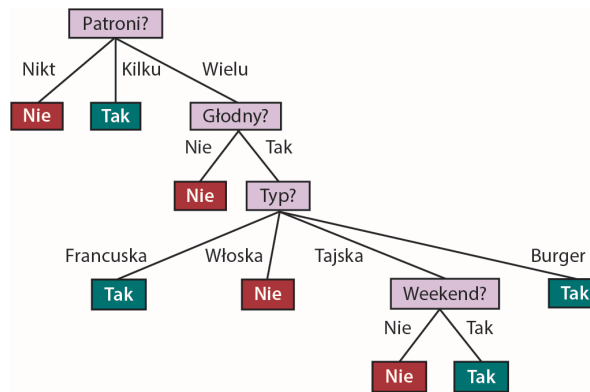 Patroni?
Nikt Kilku Wielu
Nie Tak Głodny?
Nie Tak
Nie Typ?
Francuska Włoska Tajska Burger
Tak Nie Weekend? Tak
Nie Tak
Nie Tak